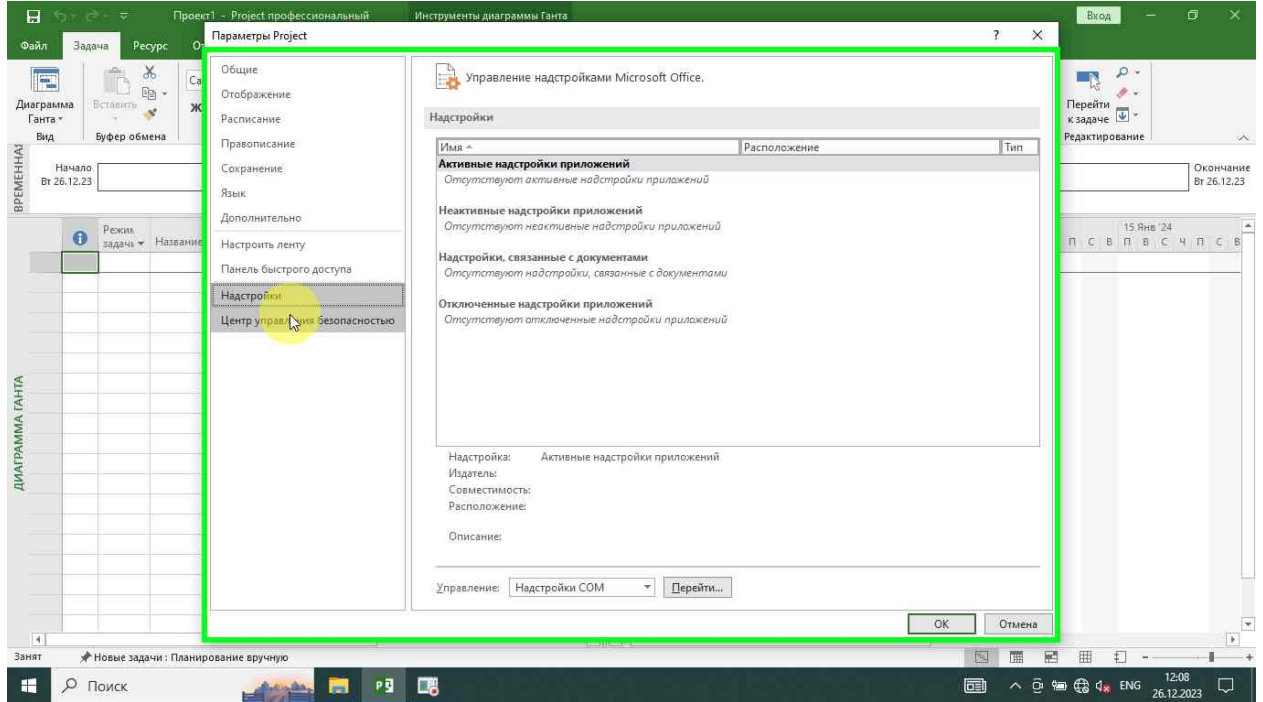 Проект1 - Project профессиональный
Инструменты диаграммы Ганта
Вход
Файл
Задача
Ресурс
Параметры Project
?
Диаграмма
Ганта
Вид
Вставить
Буфер обмена
Ж
Перейти
к задаче
Редактирование
Начало
Вт 26.12.23
Окончание
Вт 26.12.23
Режим
задачи
Название
15 Янв '24
П С В П В С Ч П С В
ДИАГРАММА ГАНТА
Общие
Отображение
Расписание
Правописание
Сохранение
Язык
Дополнительно
Настроить ленту
Панель быстрого доступа
Надстройки
Центр управления безопасностью
Управление надстройками Microsoft Office.
Надстройки
Имя Расположение Тип
Активные надстройки приложений
Отсутствуют активные надстройки приложений
Неактивные надстройки приложений
Отсутствуют неактивные надстройки приложений
Надстройки, связанные с документами
Отсутствуют надстройки, связанные с документами
Отключенные надстройки приложений
Отсутствуют отключенные надстройки приложений
Надстройка: Активные надстройки приложений
Издатель:
Совместимость:
Расположение:
Описание:
Управление: Надстройки COM Перейти...
OK Отмена
Занят Новые задачи : Планирование вручную
Поиск
ENG
12:08
26.12.2023